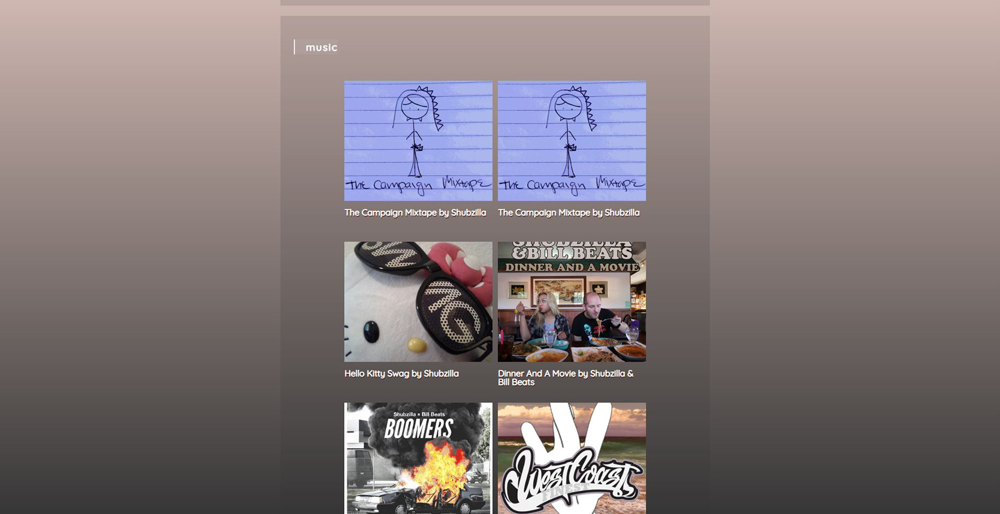 music
The Campaign Mixtape
The Campaign Mixtape
The Campaign Mixtape by Shubzilla
The Campaign Mixtape by Shubzilla
SHUBZILLA
& BILL BEATS
DINNER AND A MOVIE
Hello Kitty Swag by Shubzilla
Dinner And A Movie by Shubzilla &
Bill Beats
Shubzilla x Bill Beats
BOOMERS
West Coast